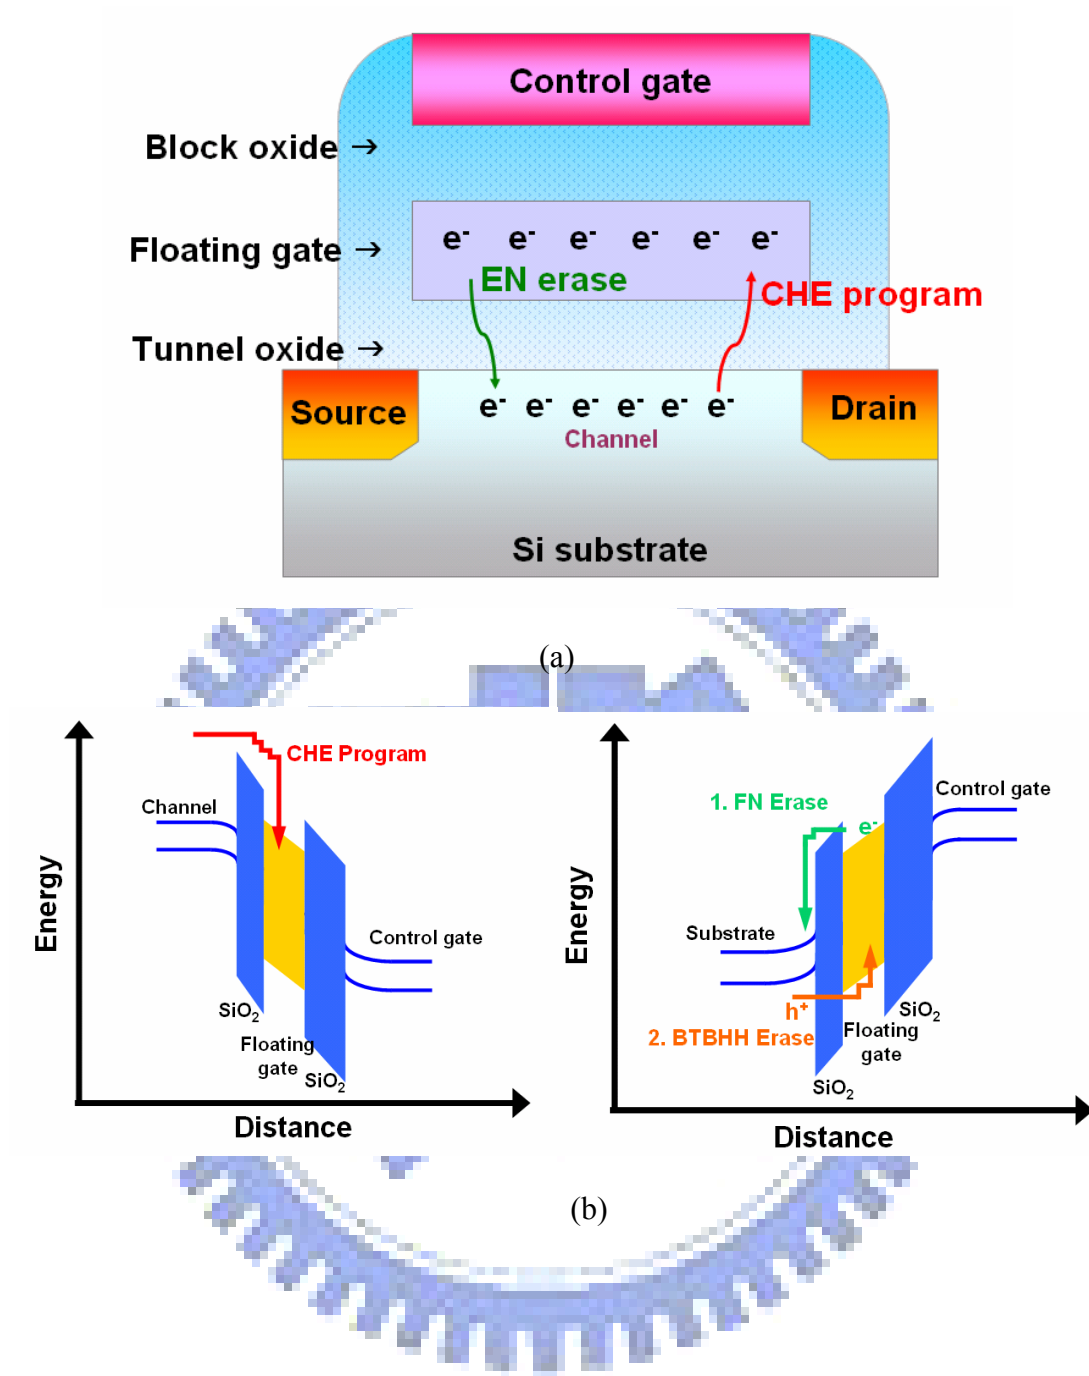 Control gate
Block oxide →
Floating gate →
e- e- e- e- e- e-
EN erase
CHE program
Tunnel oxide →
Source
e- e- e- e- e- e-
Drain
Channel
Si substrate
(a)
CHE Program
Channel
Energy
Control gate
SiO2
Floating
gate
SiO2
Distance
Control gate
1. FN Erase
e-
Energy
Substrate
h+
SiO2
2. BTBHH Erase
Floating
gate
SiO2
Distance
(b)